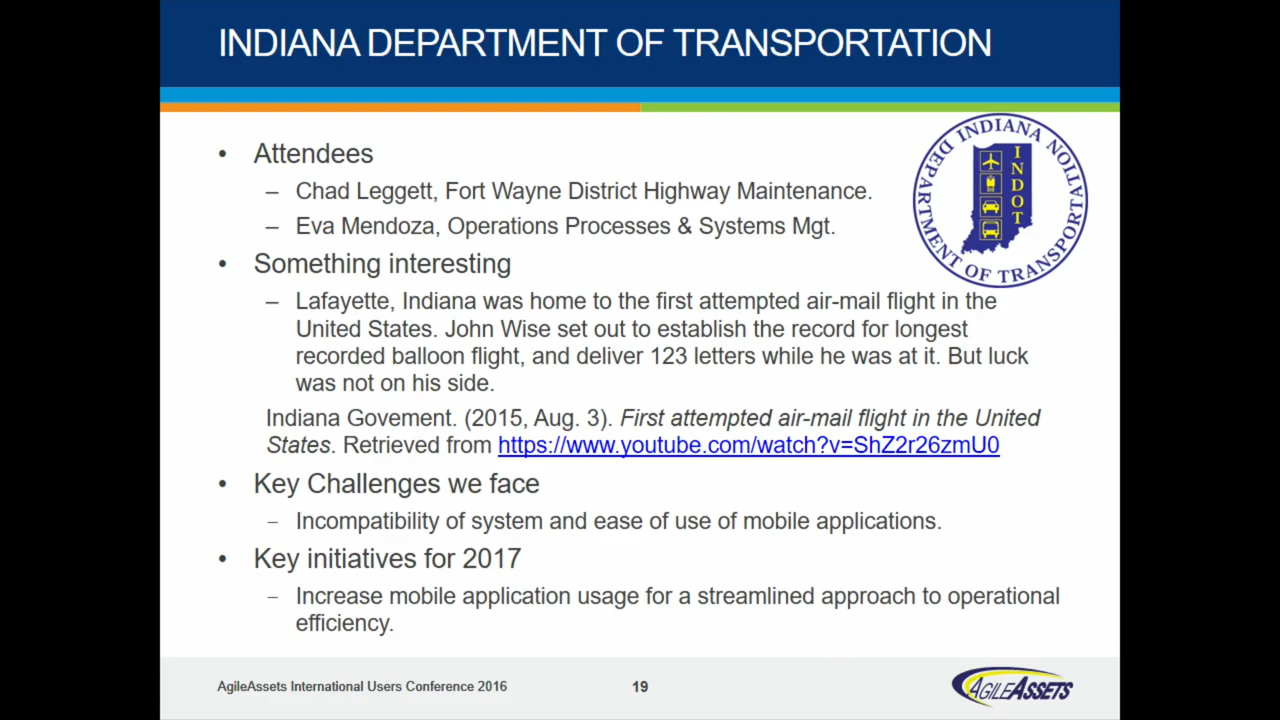 INDIANA DEPARTMENT OF TRANSPORTATION
• Attendees
– Chad Leggett, Fort Wayne District Highway Maintenance.
– Eva Mendoza, Operations Processes & Systems Mgt.
INDIANA DEPARTMENT OF TRANSPORTATION
INDOT
• Something interesting
– Lafayette, Indiana was home to the first attempted air-mail flight in the
United States. John Wise set out to establish the record for longest
recorded balloon flight, and deliver 123 letters while he was at it. But luck
was not on his side.
Indiana Govement. (2015, Aug. 3). First attempted air-mail flight in the United
States. Retrieved from https://www.youtube.com/watch?v=ShZ2r26zmU0
• Key Challenges we face
– Incompatibility of system and ease of use of mobile applications.
• Key initiatives for 2017
– Increase mobile application usage for a streamlined approach to operational
efficiency.
AgileAssets International Users Conference 2016
19
AGILEASSETS